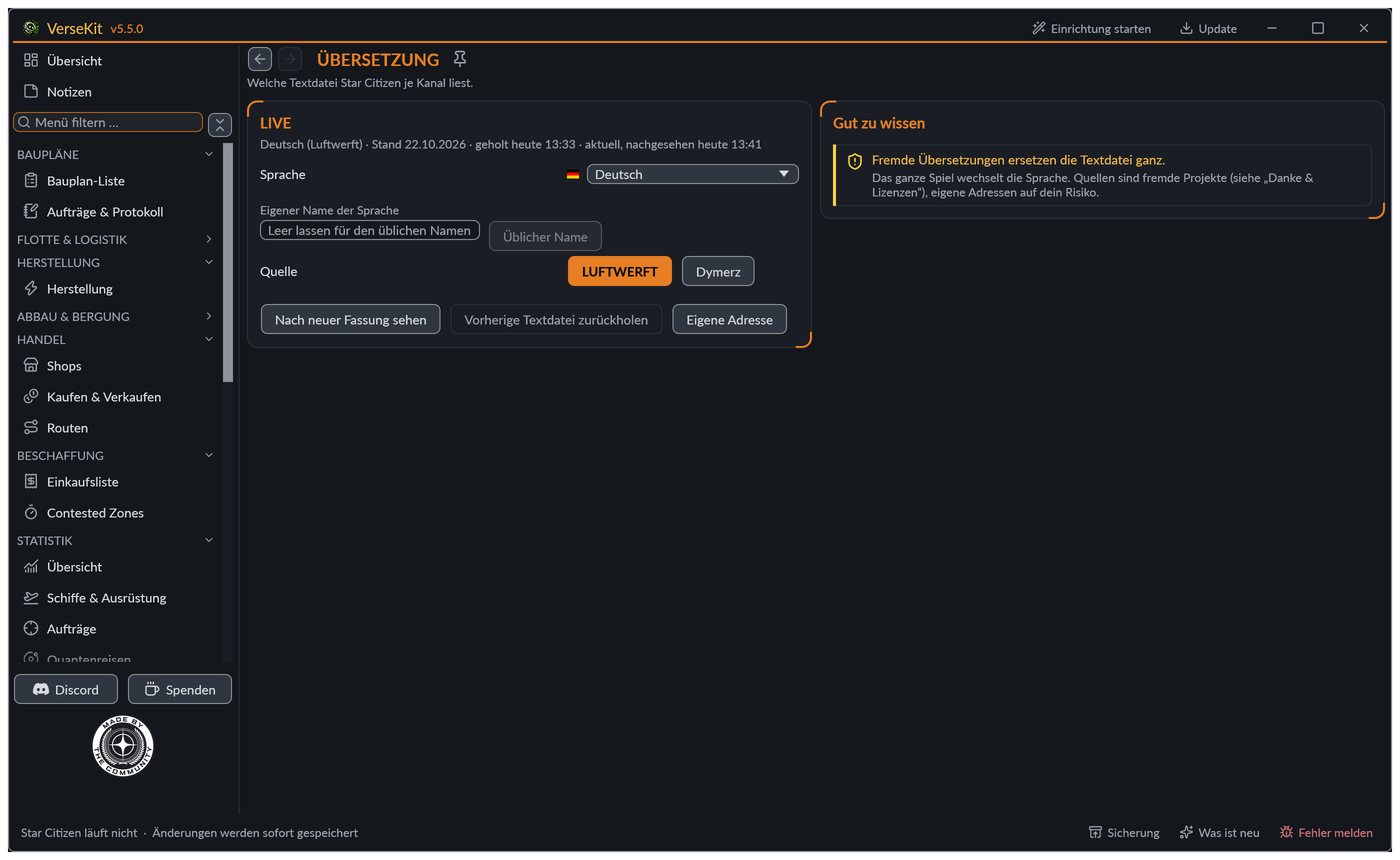 VerseKit v5.5.0
Einrichtung starten
Update
Übersicht
Notizen
Menü filtern ...
BAUPLÄNE
Bauplan-Liste
Aufträge & Protokoll
FLOTTE & LOGISTIK
HERSTELLUNG
Herstellung
ABBAU & BERGUNG
HANDEL
Shops
Kaufen & Verkaufen
Routen
BESCHAFFUNG
Einkaufsliste
Contested Zones
STATISTIK
Übersicht
Schiffe & Ausrüstung
Aufträge
Quantenreisen
Discord
Spenden
MADE BY
THE COMMUNITY
ÜBERSETZUNG
Welche Textdatei Star Citizen je Kanal liest.
LIVE
Deutsch (Luftwerft) · Stand 22.10.2026 · geholt heute 13:33 · aktuell, nachgesehen heute 13:41
Sprache
Deutsch
Eigener Name der Sprache
Leer lassen für den üblichen Namen
Üblicher Name
Quelle
LUFTWERFT
Dymerz
Nach neuer Fassung sehen
Vorherige Textdatei zurückholen
Eigene Adresse
Gut zu wissen
Fremde Übersetzungen ersetzen die Textdatei ganz.
Das ganze Spiel wechselt die Sprache. Quellen sind fremde Projekte (siehe „Danke &
Lizenzen“), eigene Adressen auf dein Risiko.
Star Citizen läuft nicht · Änderungen werden sofort gespeichert
Sicherung
Was ist neu
Fehler melden